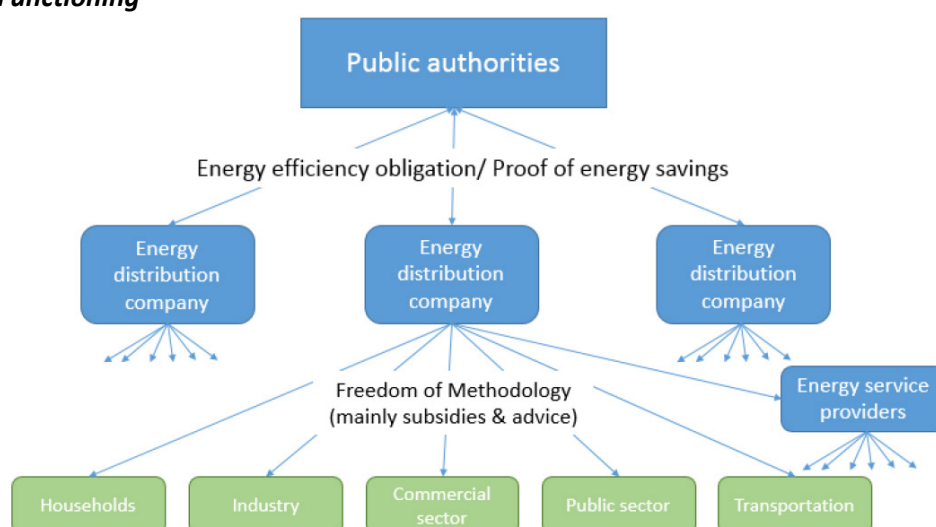 Functioning
Public authorities
Energy efficiency obligation/ Proof of energy savings
Energy
distribution
company
Energy
distribution
company
Energy
distribution
company
Freedom of Methodology
(mainly subsidies & advice)
Energy service
providers
Households
Industry
Commercial
sector
Public sector
Transportation